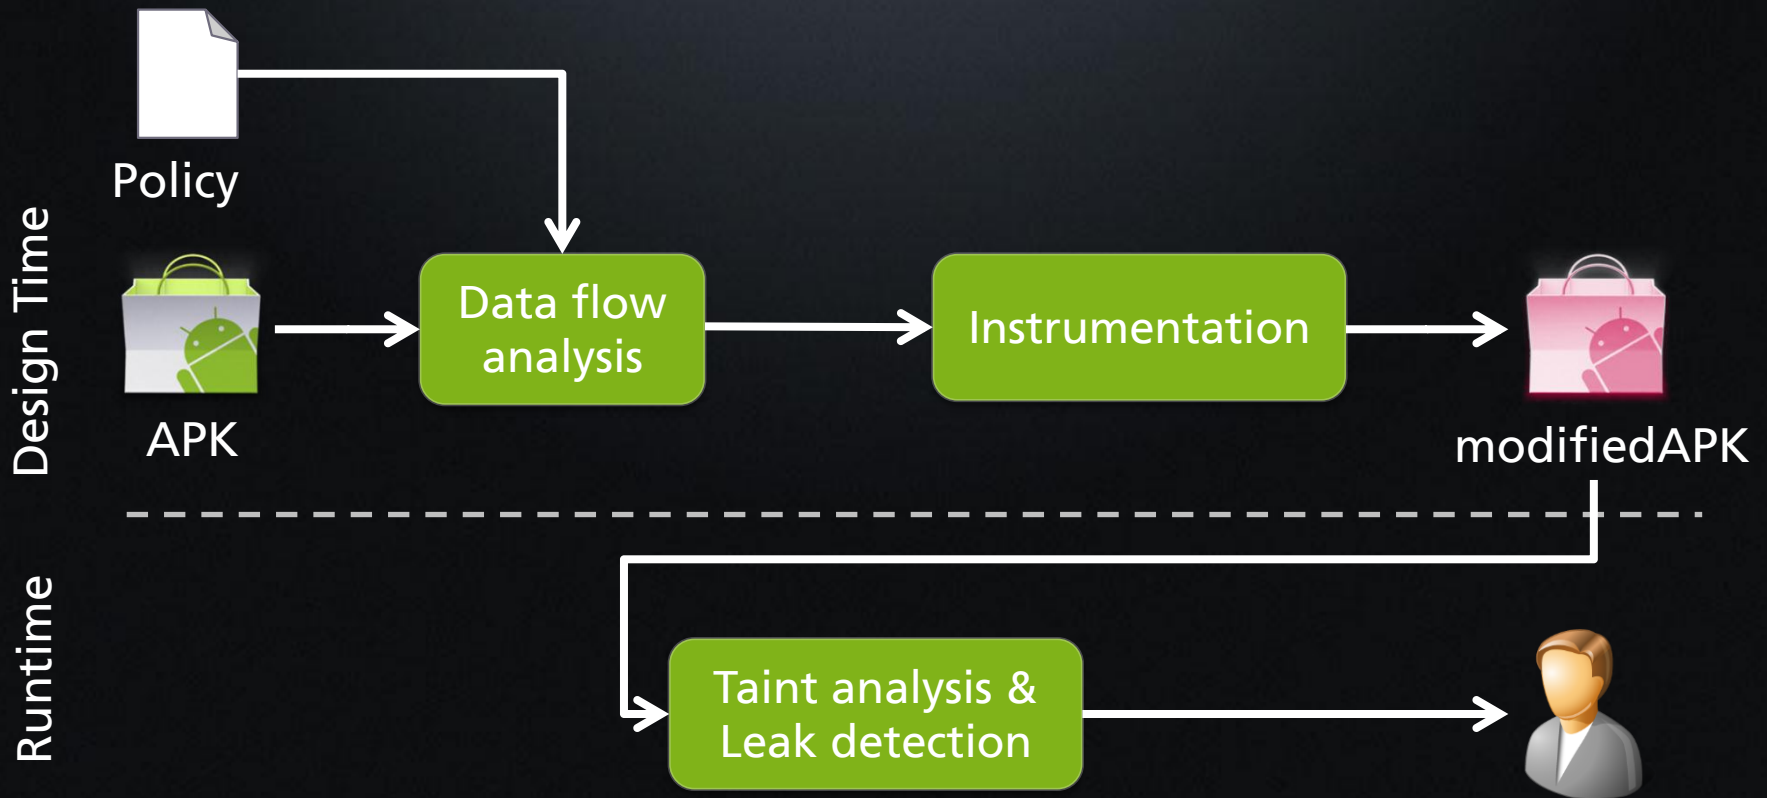 Policy
Design Time
APK
Data flow
analysis
Instrumentation
modifiedAPK
Runtime
Taint analysis &
Leak detection